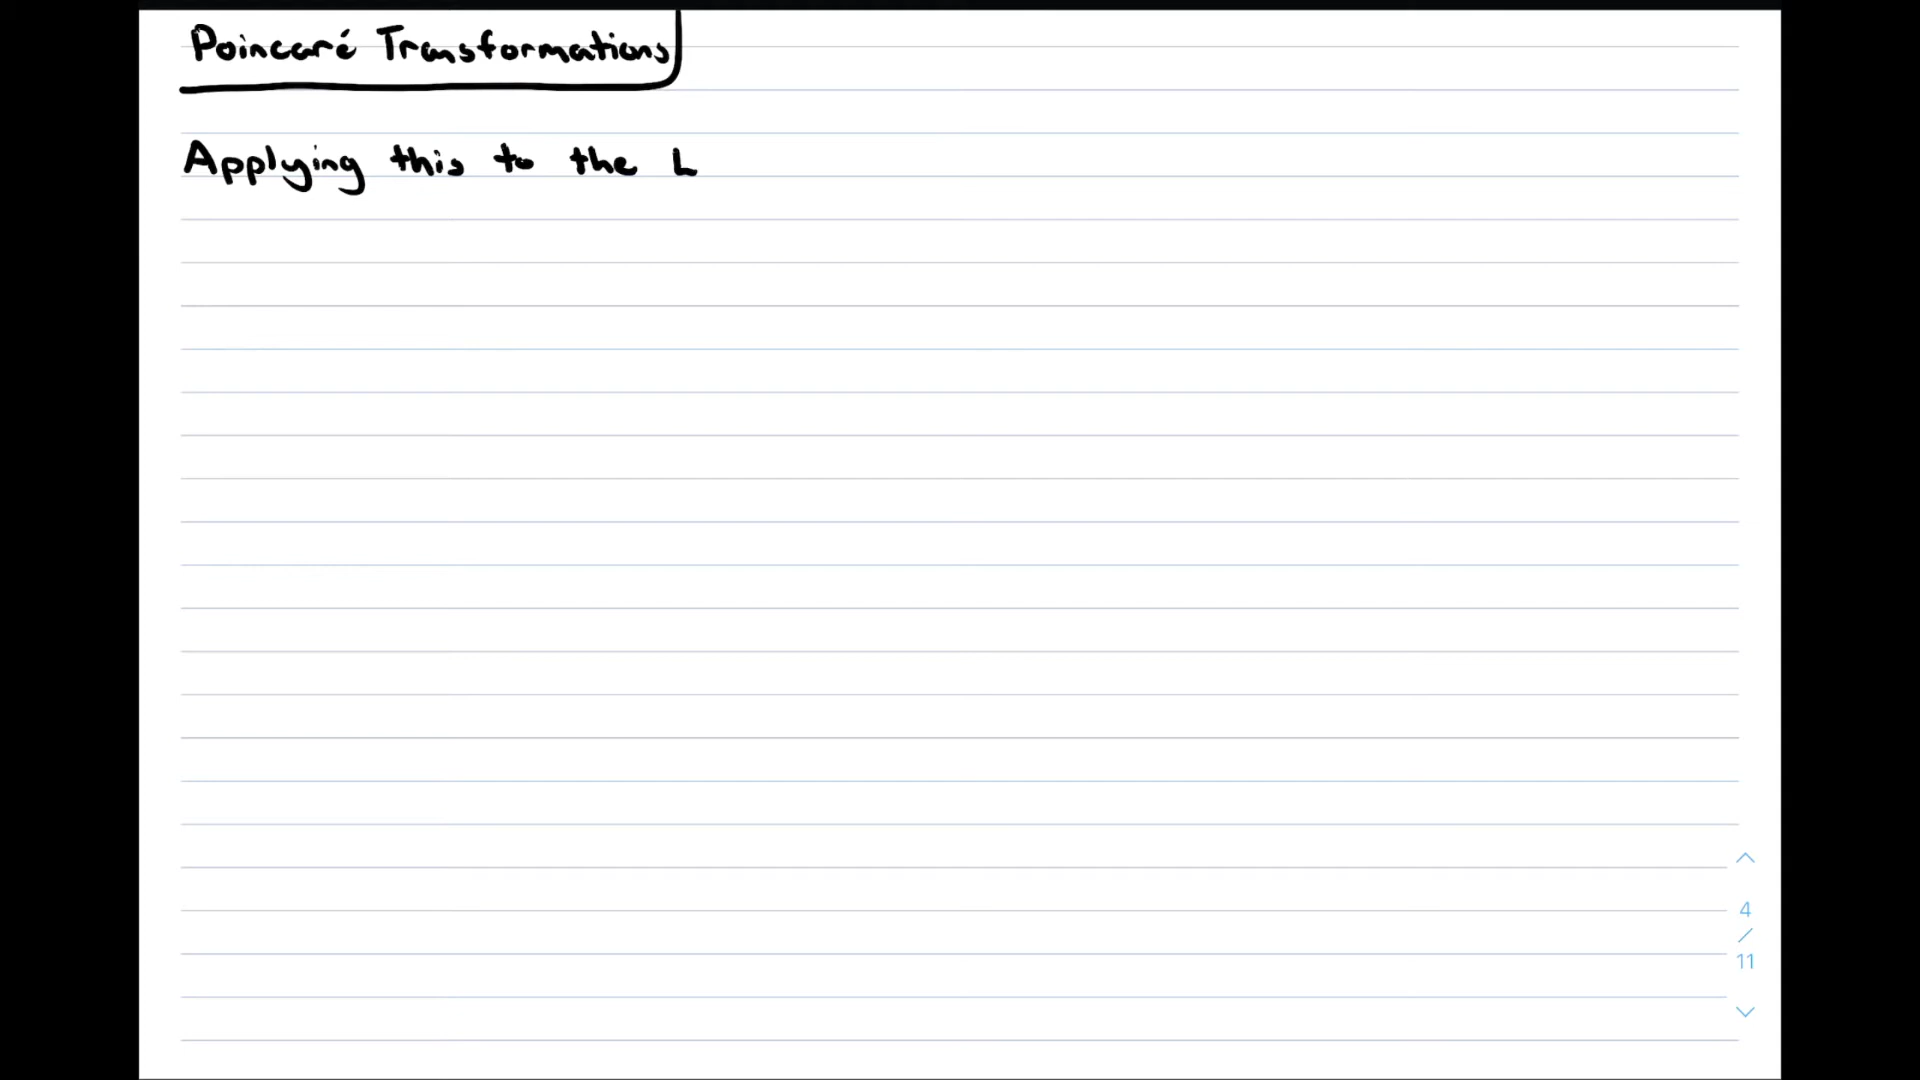 Poincaré Transformations
Applying this to the L
4
/
11